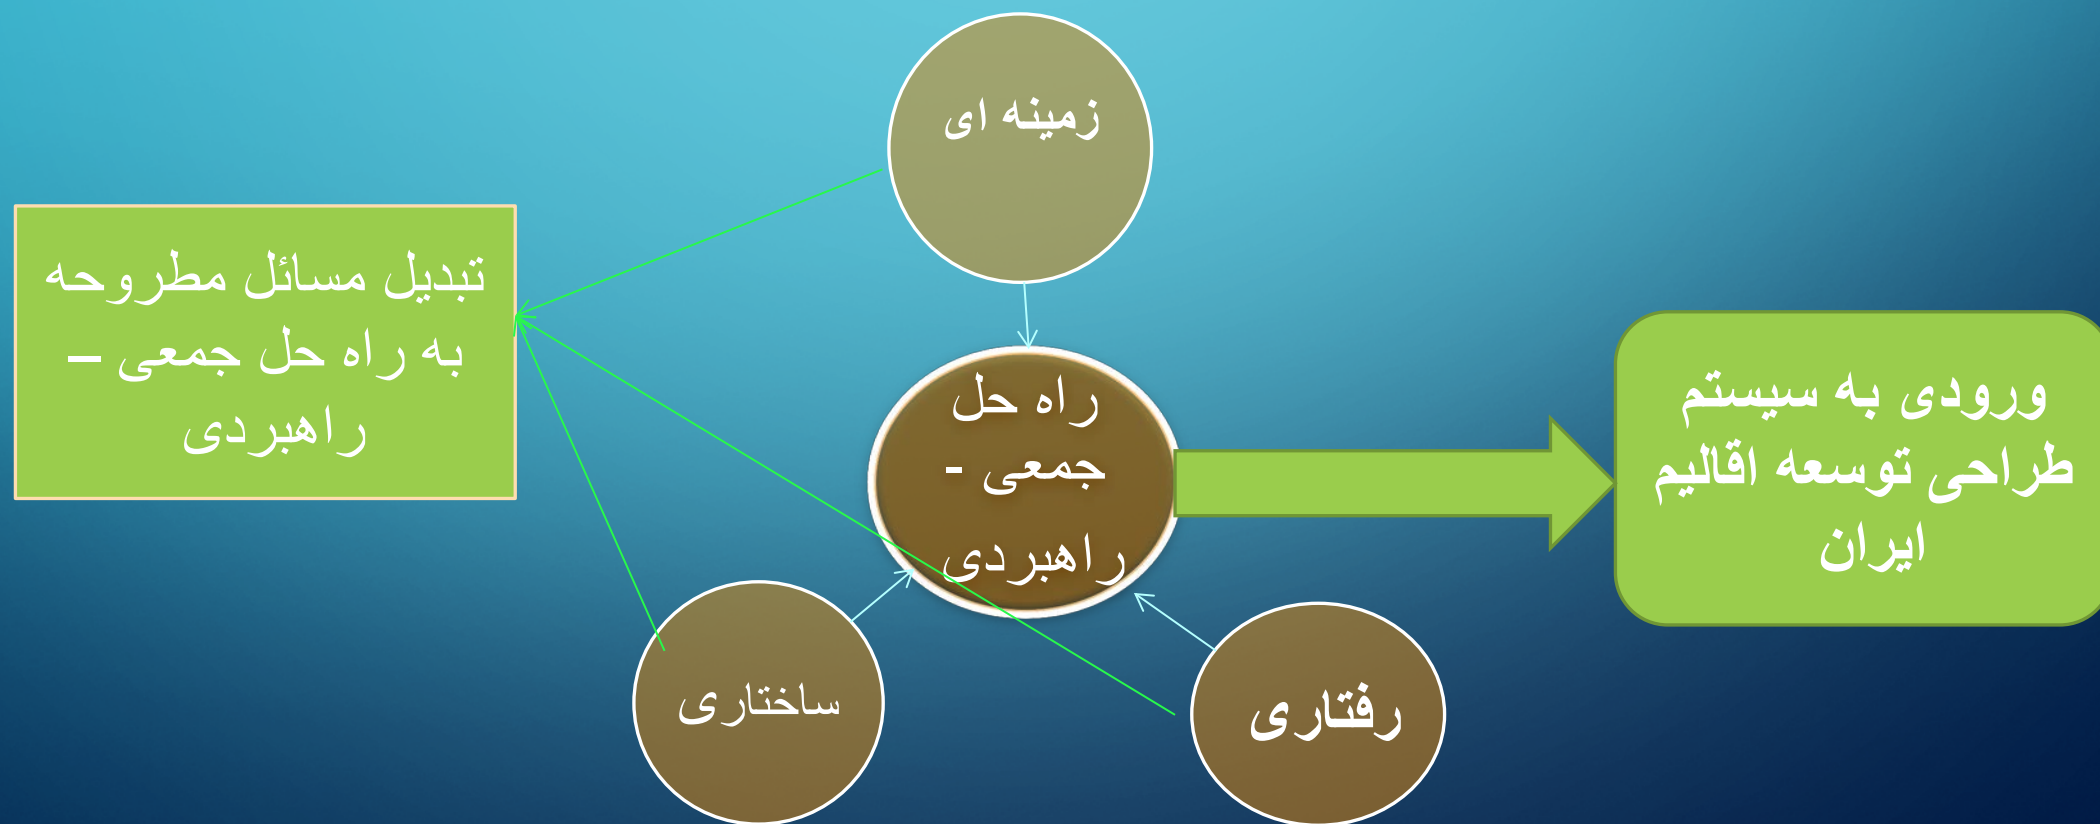 زمینه ای
تبدیل مسائل مطروحه
به راه حل جمعی –
راهبردی
راه حل
جمعی -
راهبردی
ورودی به سیستم
طراحی توسعه اقالیم
ایران
رفتاری
ساختاری